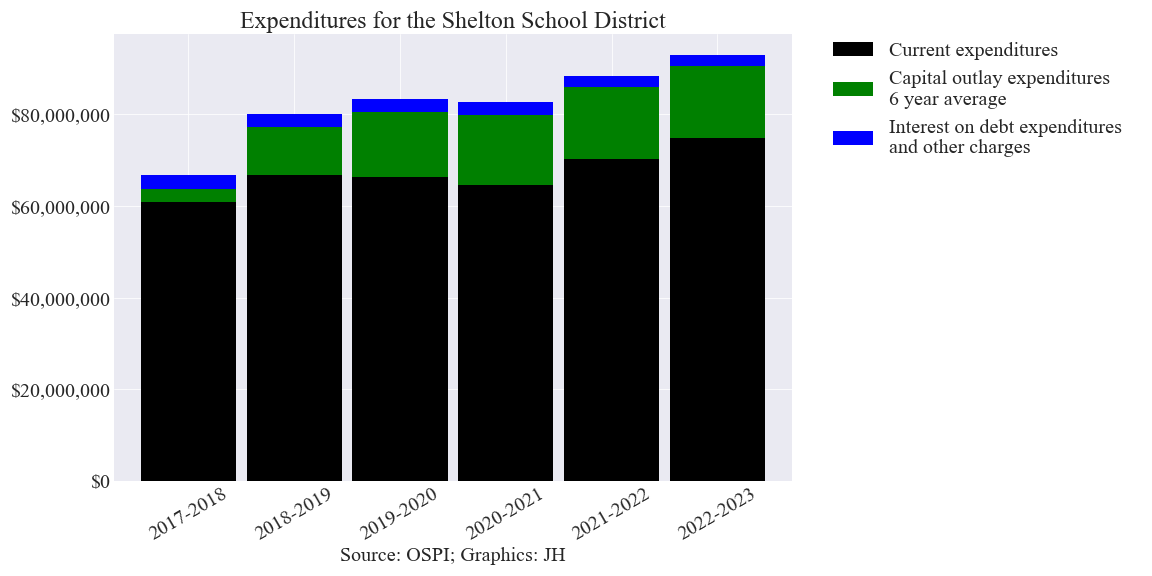 Expenditures for the Shelton School District
Current expenditures
Capital outlay expenditures
6 year average
Interest on debt expenditures
and other charges
$80,000,000
$60,000,000
$40,000,000
$20,000,000
$0
2017-2018
2018-2019
2019-2020
2020-2021
2021-2022
2022-2023
Source: OSPI; Graphics: JH